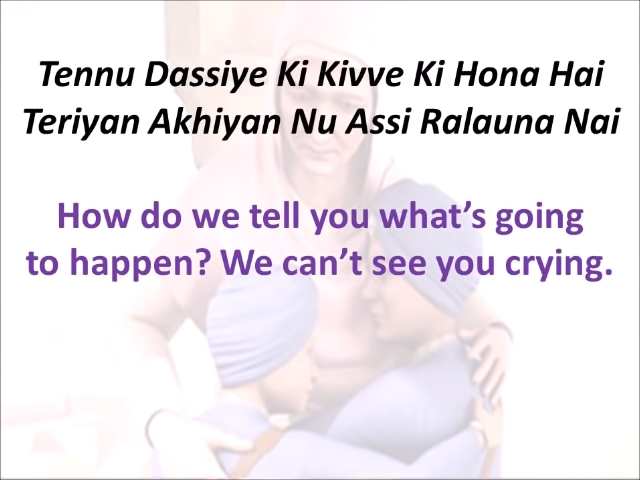 Tennu Dassiye Ki Kivve Ki Hona Hai
Teriyan Akhiyan Nu Assi Ralauna Nai
How do we tell you what’s going
to happen? We can’t see you crying.